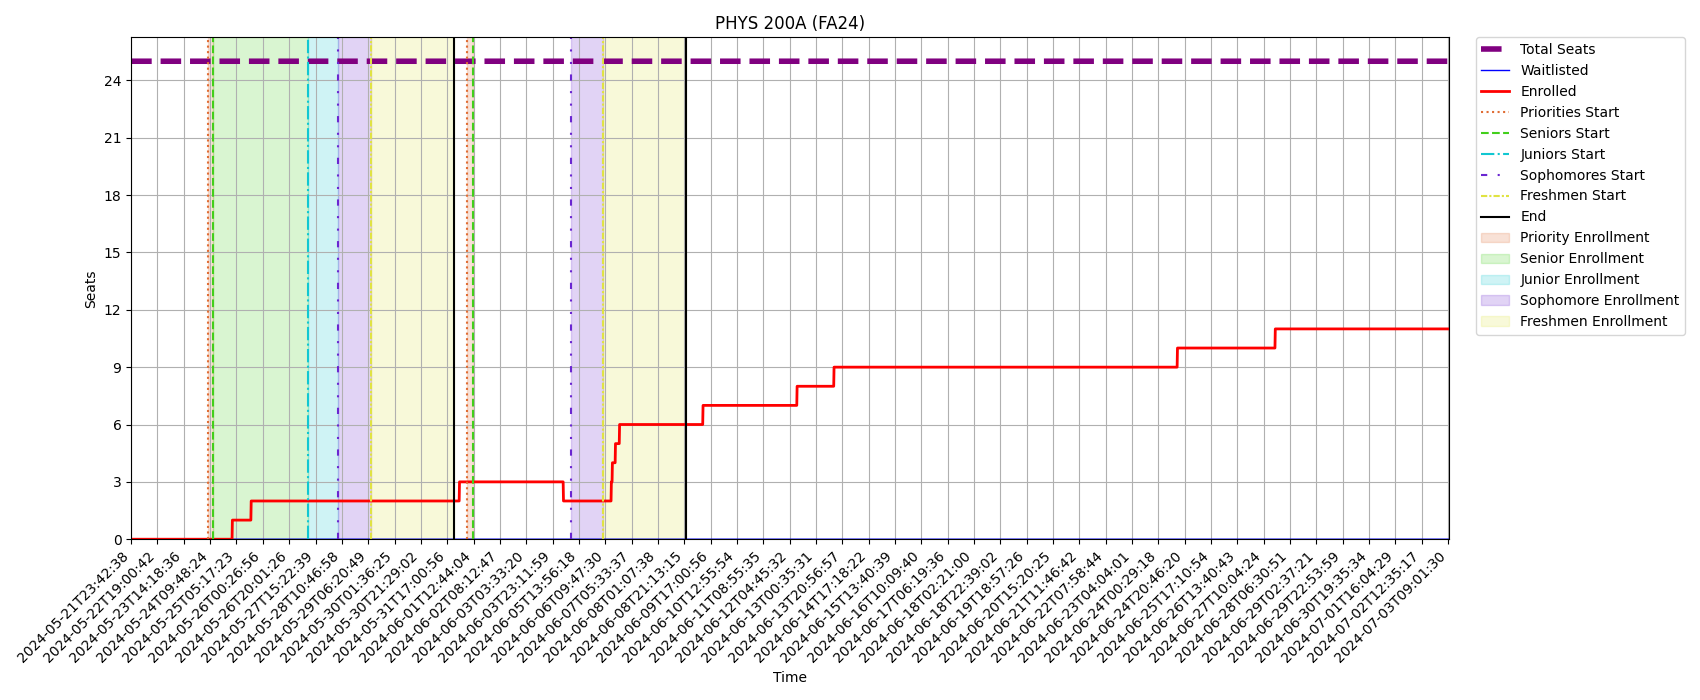 PHYS 200A (FA24)
Seats
24
21
18
15
12
9
6
3
0
2024-05-21T23:42:38
2024-05-22T19:00:42
2024-05-23T14:18:36
2024-05-24T09:48:24
2024-05-25T05:17:23
2024-05-26T00:26:56
2024-05-26T20:01:26
2024-05-27T15:22:39
2024-05-28T10:46:58
2024-05-29T06:20:49
2024-05-30T01:36:25
2024-05-30T21:29:02
2024-05-31T17:00:56
2024-06-01T12:44:04
2024-06-02T08:12:47
2024-06-03T03:33:20
2024-06-03T23:11:59
2024-06-05T13:56:18
2024-06-06T09:47:30
2024-06-07T05:33:37
2024-06-08T01:07:38
2024-06-08T21:13:15
2024-06-09T17:00:56
2024-06-10T12:55:54
2024-06-11T08:55:35
2024-06-12T04:45:32
2024-06-13T00:35:31
2024-06-13T20:56:57
2024-06-14T17:18:22
2024-06-15T13:40:39
2024-06-16T10:09:40
2024-06-17T06:19:36
2024-06-18T02:21:00
2024-06-18T22:39:02
2024-06-19T18:57:26
2024-06-20T15:20:25
2024-06-21T11:46:42
2024-06-22T07:58:44
2024-06-23T04:04:01
2024-06-24T00:29:18
2024-06-24T20:46:20
2024-06-25T17:10:54
2024-06-26T13:40:43
2024-06-27T10:04:24
2024-06-28T06:30:51
2024-06-29T02:37:21
2024-06-29T22:53:59
2024-06-30T19:35:34
2024-07-01T16:04:29
2024-07-02T12:35:17
2024-07-03T09:01:30
Time
Total Seats
Waitlisted
Enrolled
Priorities Start
Seniors Start
Juniors Start
Sophomores Start
Freshmen Start
End
Priority Enrollment
Senior Enrollment
Junior Enrollment
Sophomore Enrollment
Freshmen Enrollment